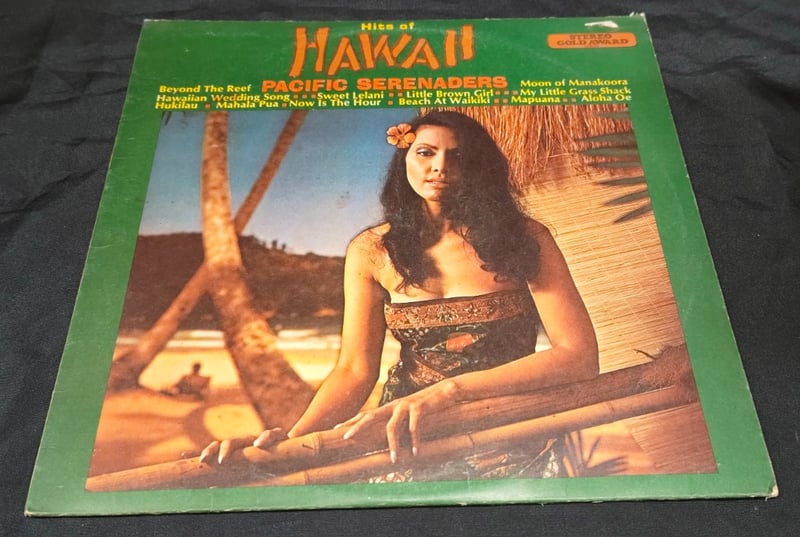 Hits of
HAWAII
STEREO
GOLD AWARD
PACIFIC SERENADERS
Beyond The Reef Moon of Manakoora
Hawaiian Wedding Song Sweet Lelani Little Brown Girl My Little Grass Shack
Hukilau Mahala Pua Now Is The Hour Beach At Waikiki Mapuana Aloha Oe